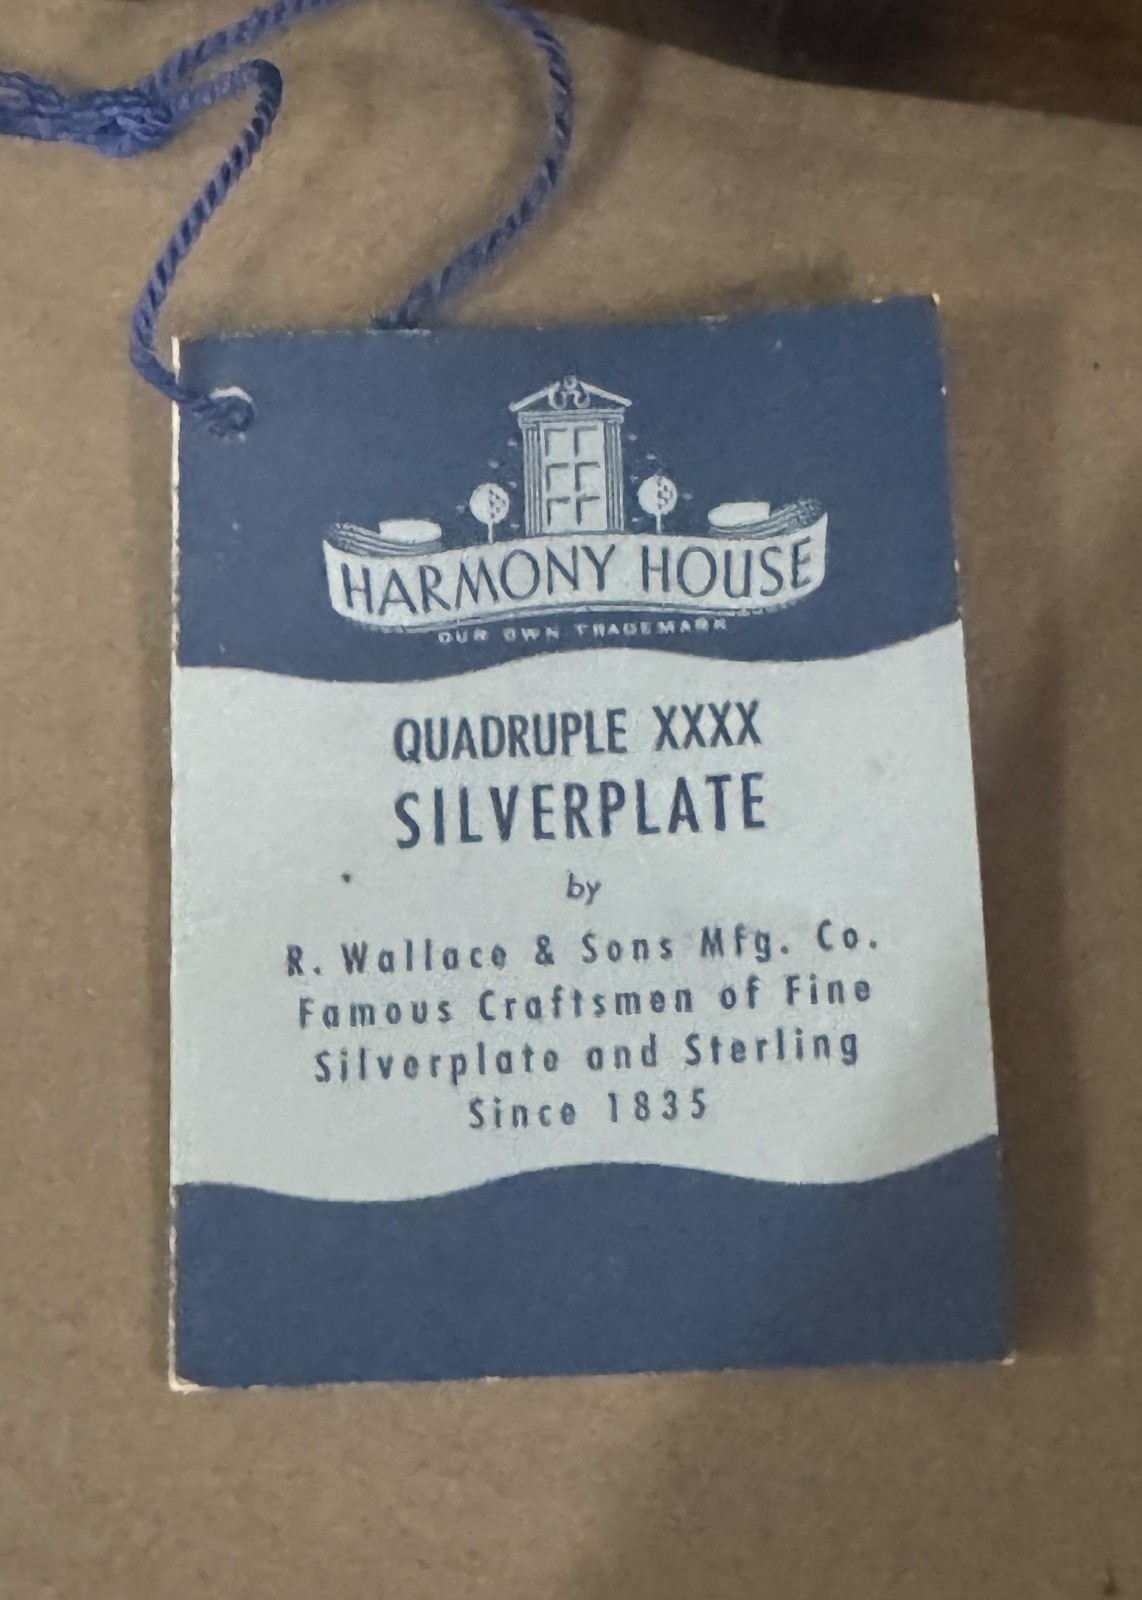 HARMONY HOUSE
OUR OWN TRADEMARK
QUADRUPLE XXXX
SILVERPLATE
by
R. Wallace & Sons Mfg. Co.
Famous Craftsmen of Fine
Silverplate and Sterling
Since 1835